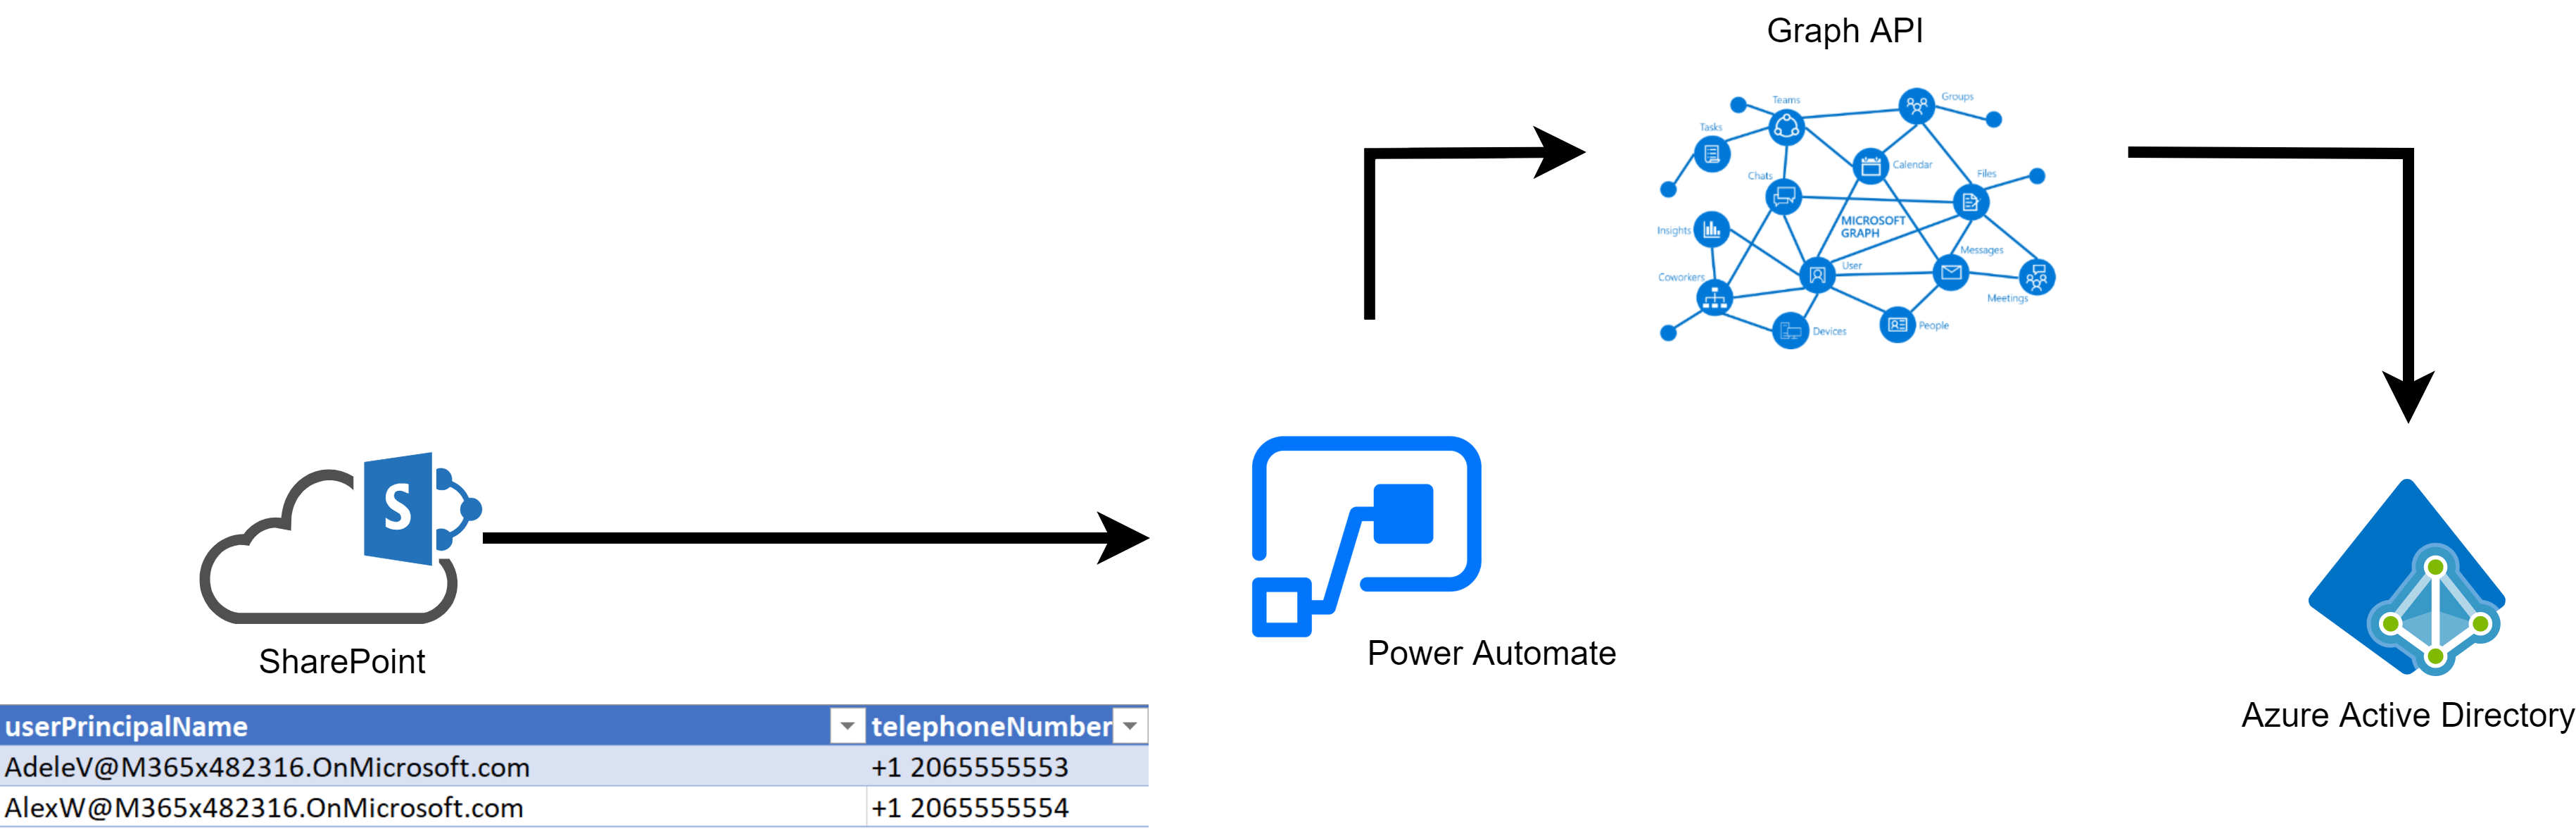 Graph API
Teams
Groups
Tasks
Calendar
Chats
Files
MICROSOFT
GRAPH
Insights
Messages
User
Coworkers
Meetings
People
Devices
S
SharePoint
Power Automate
Azure Active Directory
userPrincipalName telephoneNumber
AdeleV@M365x482316.OnMicrosoft.com +1 2065555553
AlexW@M365x482316.OnMicrosoft.com +1 2065555554